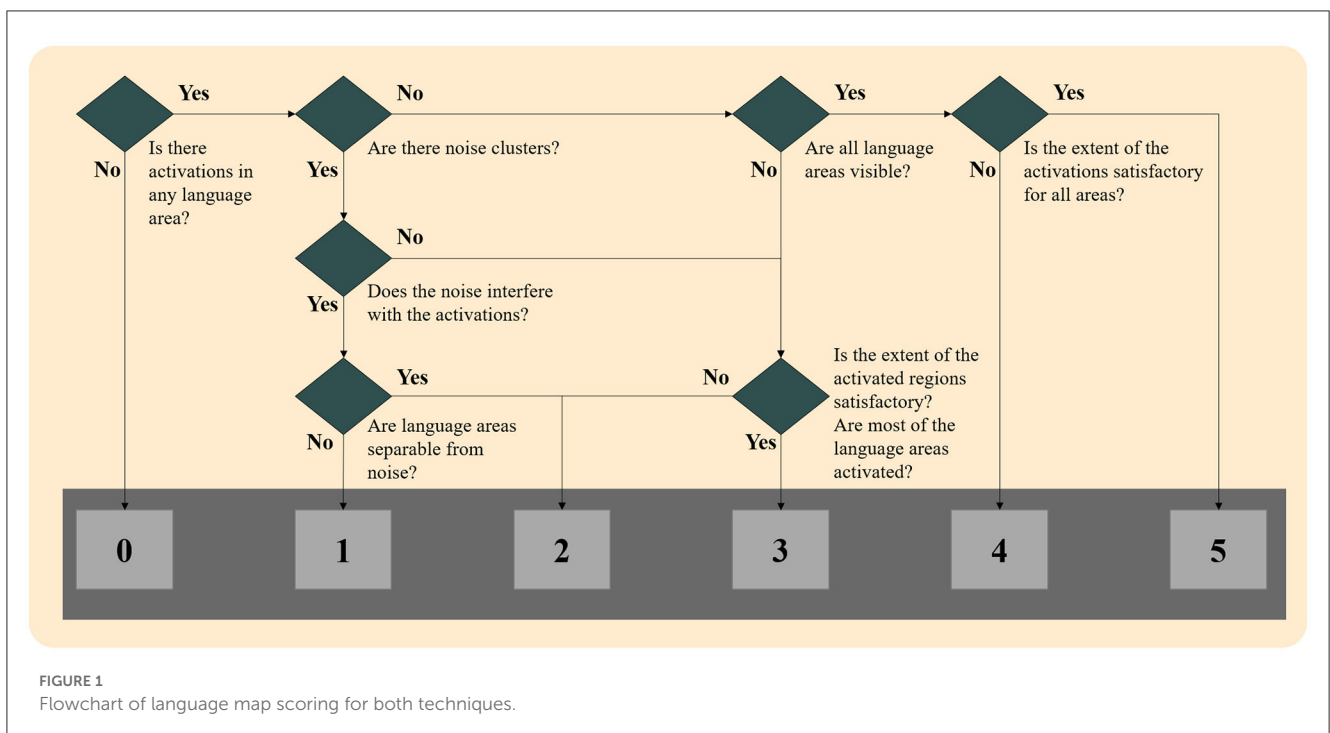 Yes
No
Yes
Yes
No
Is there
activations in
any language
area?
Yes
Are there noise clusters?
No
Are all language
areas visible?
No
Is the extent of the
activations satisfactory
for all areas?
No
Yes
Does the noise interfere
with the activations?
Yes
No
Is the extent of the
activated regions
satisfactory?
Are most of the
language areas
activated?
Yes
No
Are language areas
separable from
noise?
Yes
0
1
2
3
4
5
FIGURE 1
Flowchart of language map scoring for both techniques.